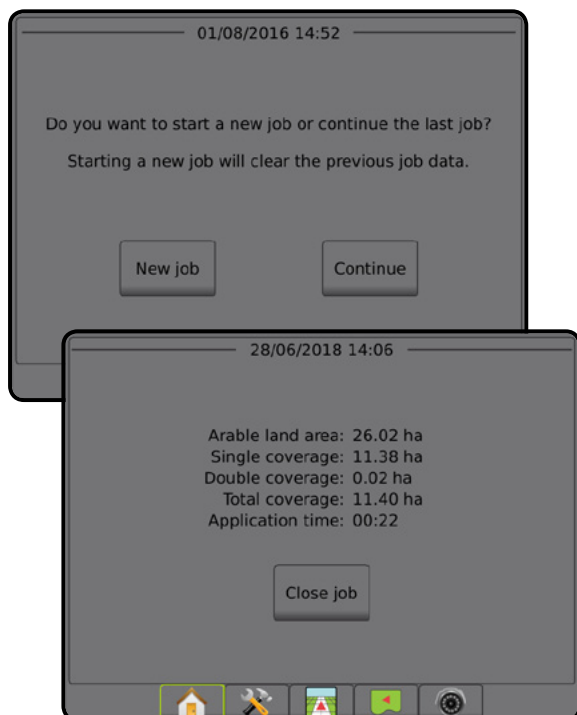 01/08/2016 14:52
Do you want to start a new job or continue the last job?
Starting a new job will clear the previous job data.
New job
Continue
28/06/2018 14:06
Arable land area: 26.02 ha
Single coverage: 11.38 ha
Double coverage: 0.02 ha
Total coverage: 11.40 ha
Application time: 00:22
Close job